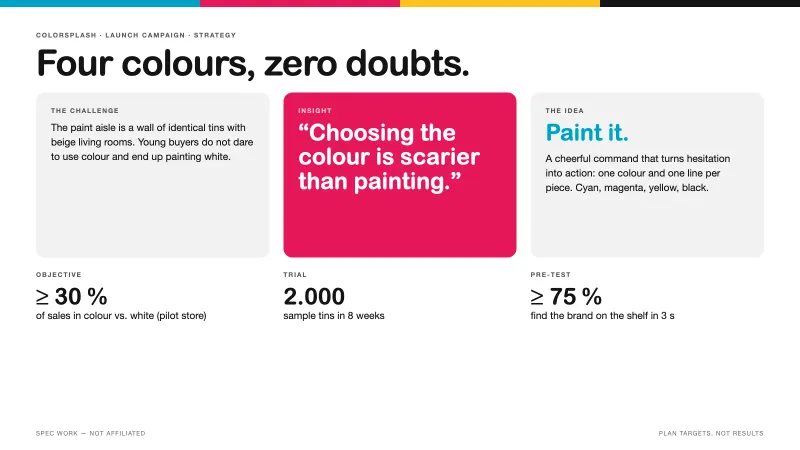 COLORSPLASH · LAUNCH CAMPAIGN · STRATEGY
Four colours, zero doubts.
THE CHALLENGE
The paint aisle is a wall of identical tins with
beige living rooms. Young buyers do not dare
to use colour and end up painting white.
INSIGHT
“Choosing the
colour is scarier
than painting.”
THE IDEA
Paint it.
A cheerful command that turns hesitation
into action: one colour and one line per
piece. Cyan, magenta, yellow, black.
OBJECTIVE
≥ 30 %
of sales in colour vs. white (pilot store)
TRIAL
2.000
sample tins in 8 weeks
PRE-TEST
≥ 75 %
find the brand on the shelf in 3 s
SPEC WORK — NOT AFFILIATED
PLAN TARGETS, NOT RESULTS